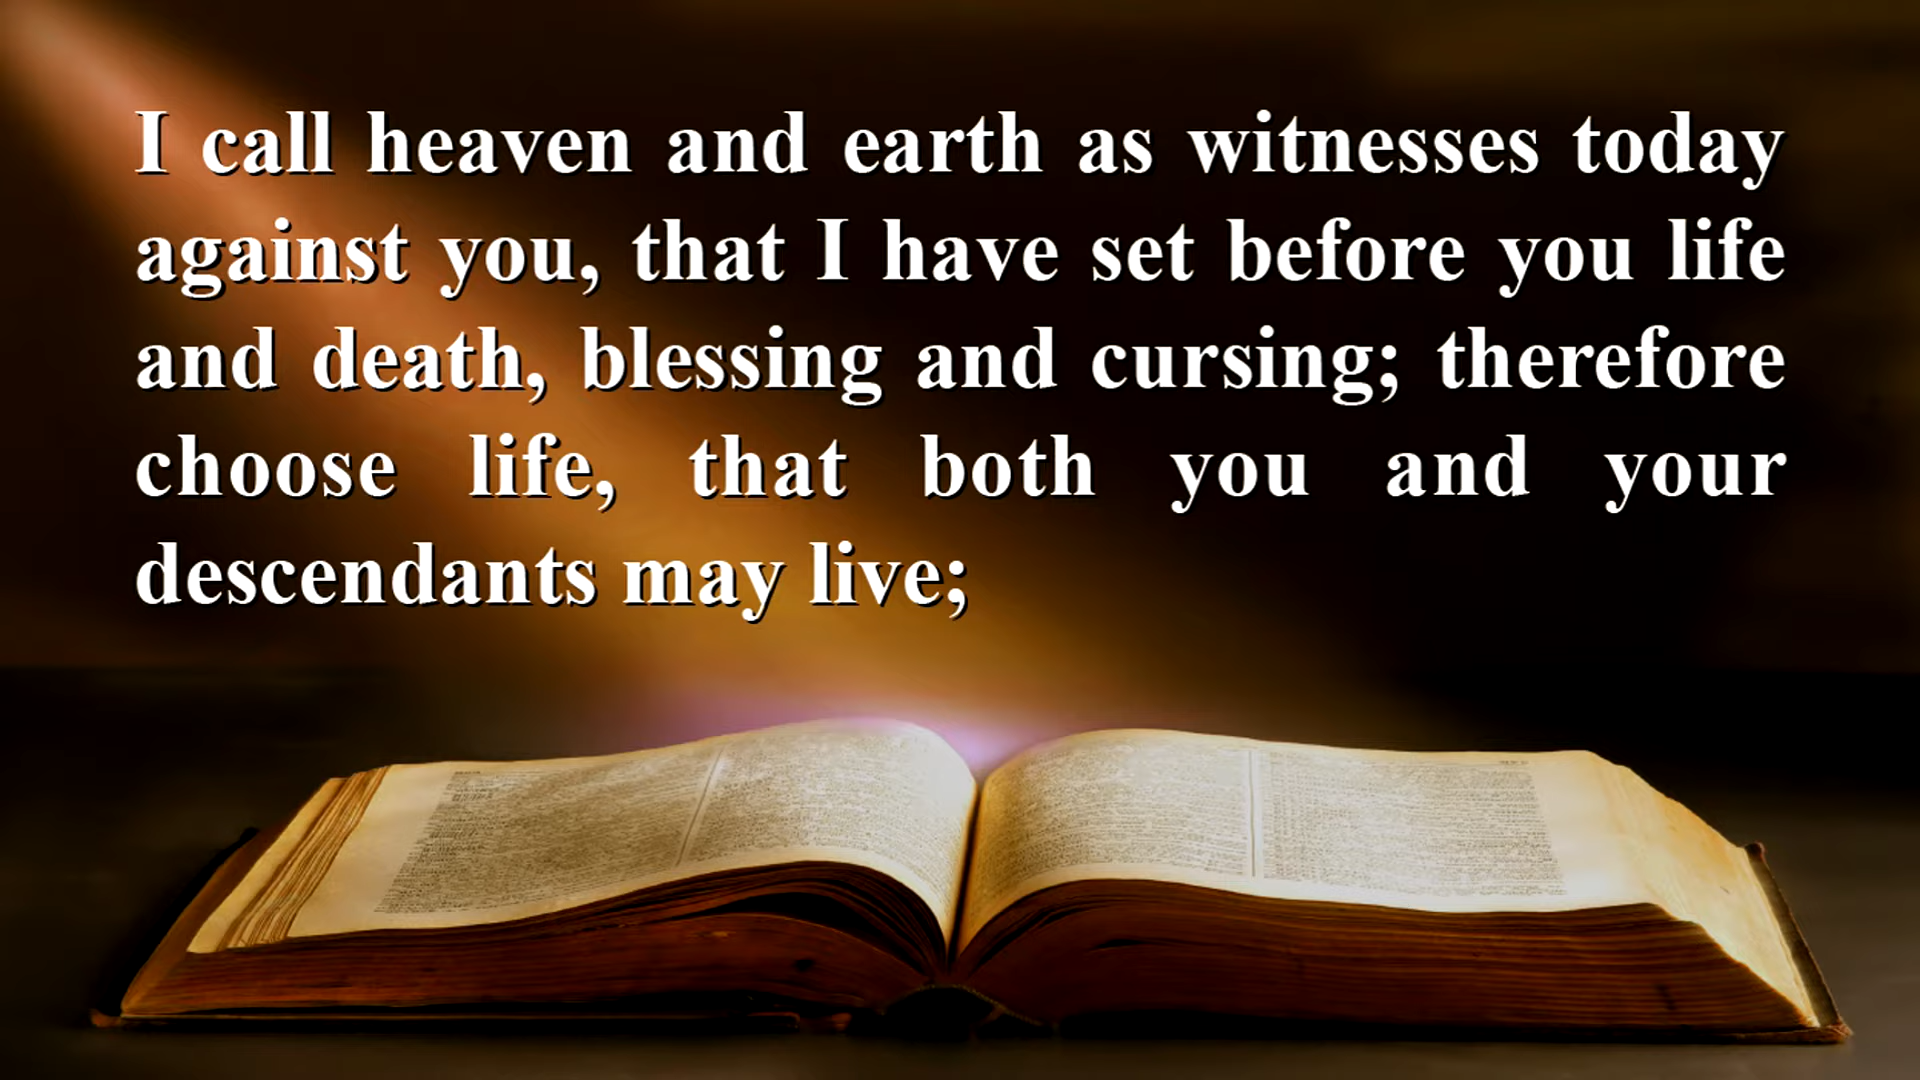 I call heaven and earth as witnesses today
against you, that I have set before you life
and death, blessing and cursing; therefore
choose life, that both you and your
descendants may live;